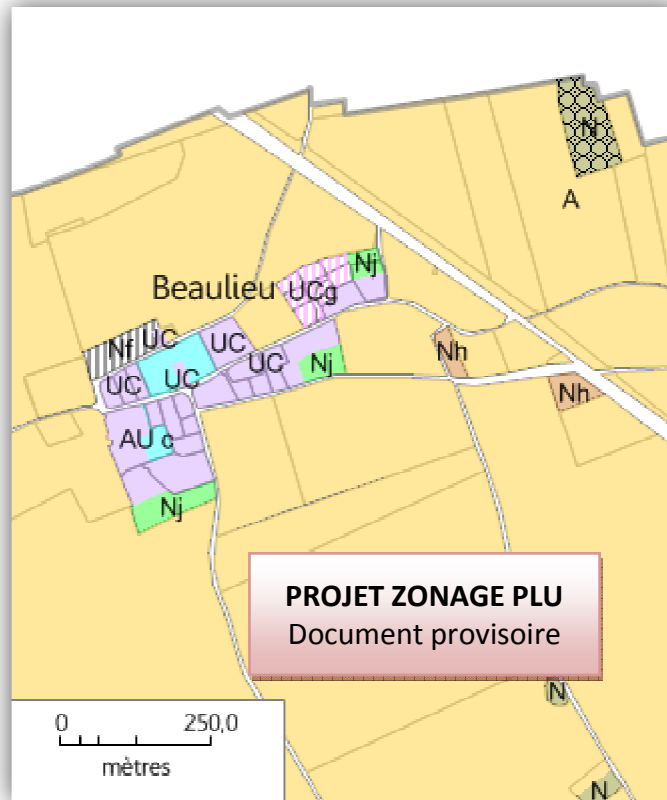 N
A
Nj
Beaulieu
UCg
UC
Nf
UC
UC
Nj
Nh
UC
UC
Nh
AU c
Nj
PROJET ZONAGE PLU
Document provisoire
N
0 250,0
mètres
N